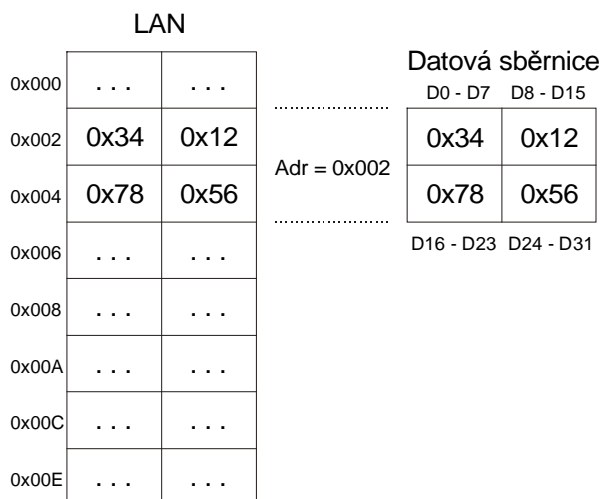 LAN
Datová sběrnice
D0 - D7 D8 - D15
0x000 . . . . . .
0x002 0x34 0x12 0x34 0x12
Adr = 0x002
0x004 0x78 0x56 0x78 0x56
D16 - D23 D24 - D31
0x006 . . . . . .
0x008 . . . . . .
0x00A . . . . . .
0x00C . . . . . .
0x00E . . . . . .